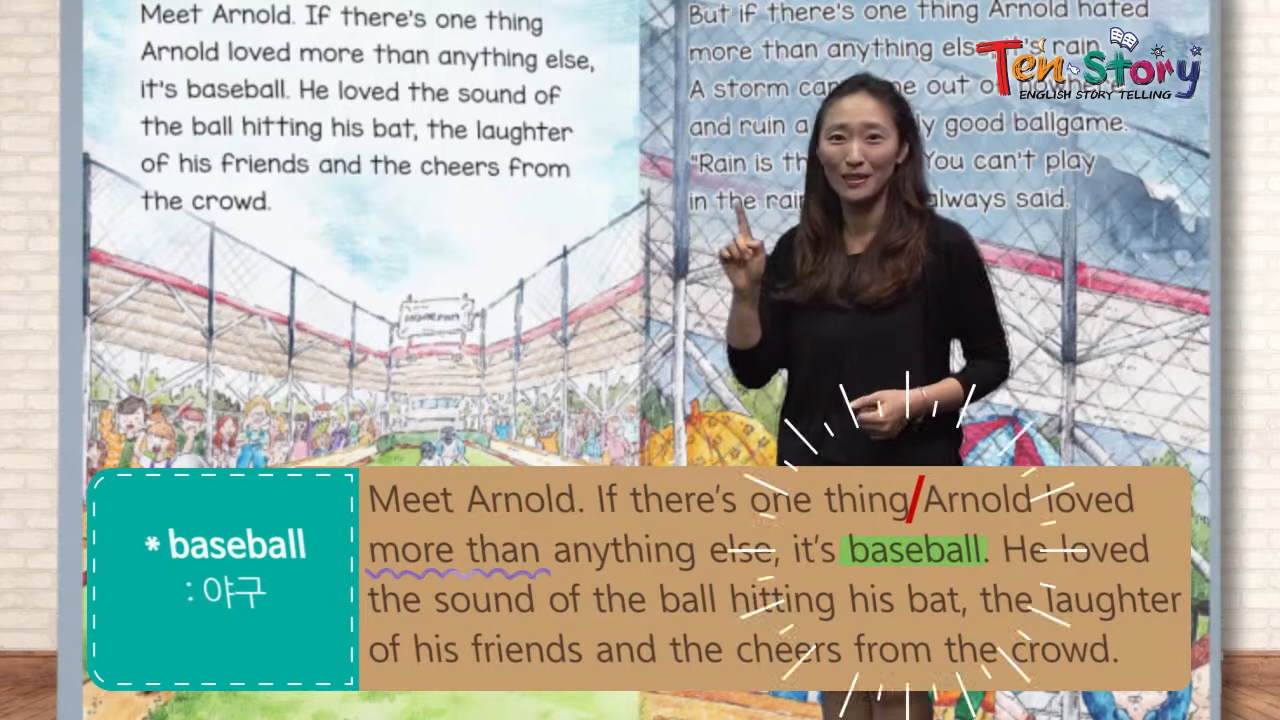 Meet Arnold. If there's one thing
Arnold loved more than anything else,
it's baseball. He loved the sound of
the ball hitting his bat, the laughter
of his friends and the cheers from
the crowd.
But if there's one thing Arnold hated
more than anything rain
A storm out
and ruin a good ballgame.
"Rain is You can't play
in the always said.
Ten Story
ENGLISH STORY TELLING
* baseball
: 야구
Meet Arnold. If there's one thing/Arnold loved
more than anything else, it's baseball. He loved
the sound of the ball hitting his bat, the laughter
of his friends and the cheers from the crowd.